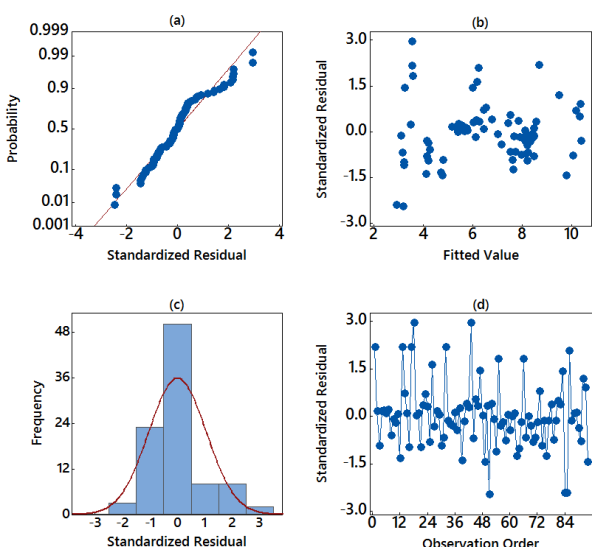 (a)
0.999
0.99
0.9
0.5
0.1
0.01
0.001
Probability
-4 -2 0 2 4
Standardized Residual
(b)
3.0
1.5
0.0
-1.5
-3.0
Standardized Residual
2 4 6 8 10
Fitted Value
(c)
48
36
24
12
0
Frequency
-3 -2 -1 0 1 2 3
Standardized Residual
(d)
3.0
1.5
0.0
-1.5
-3.0
Standardized Residual
0 12 24 36 48 60 72 84
Observation Order